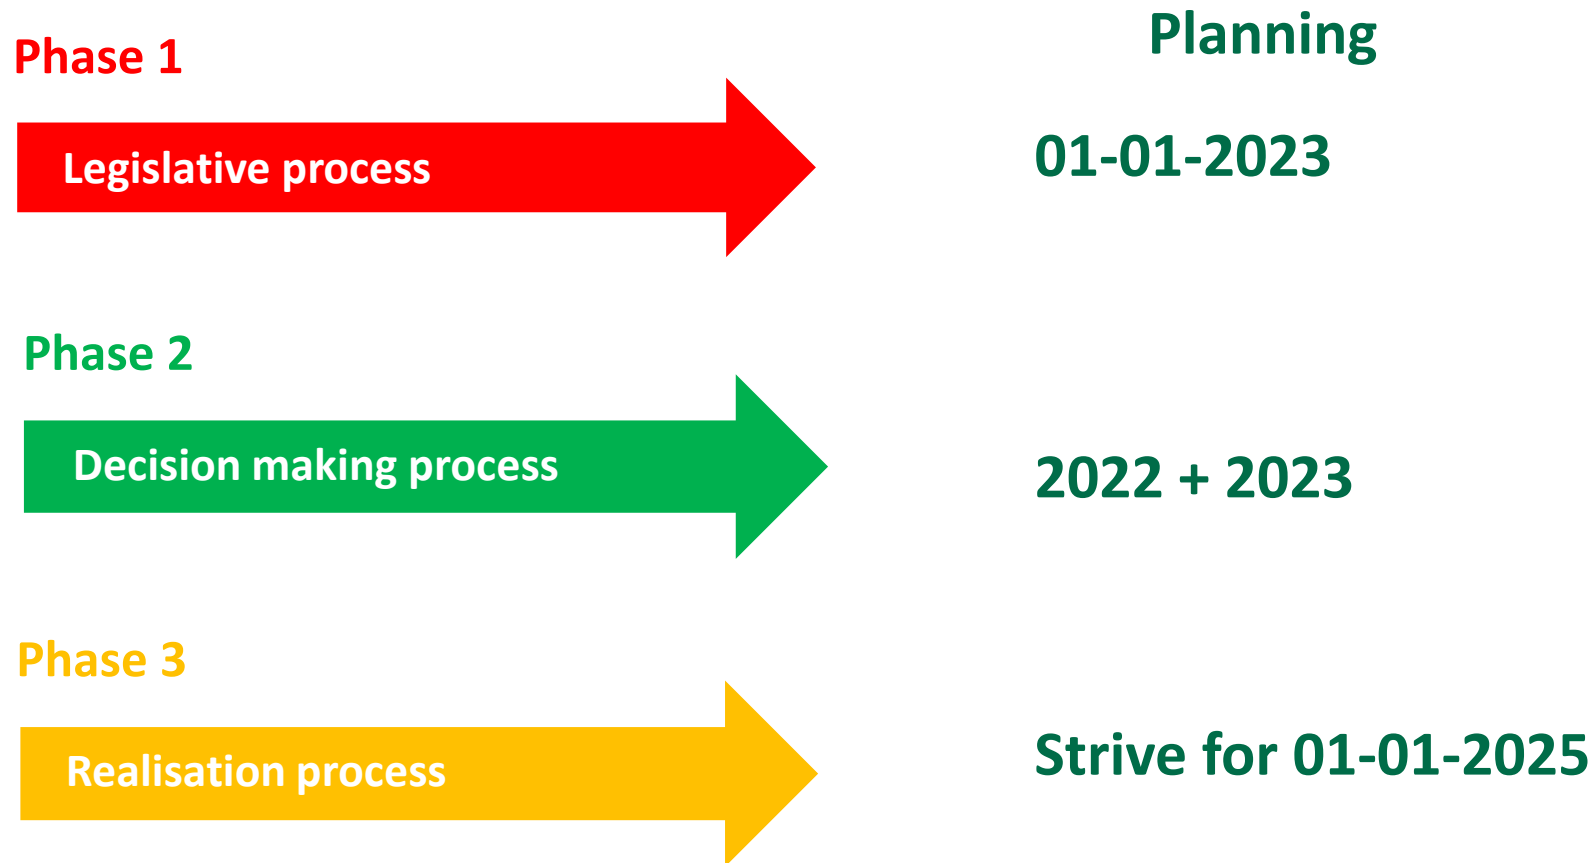 Planning
Phase 1
Legislative process
01-01-2023
Phase 2
Decision making process
2022 + 2023
Phase 3
Realisation process
Strive for 01-01-2025